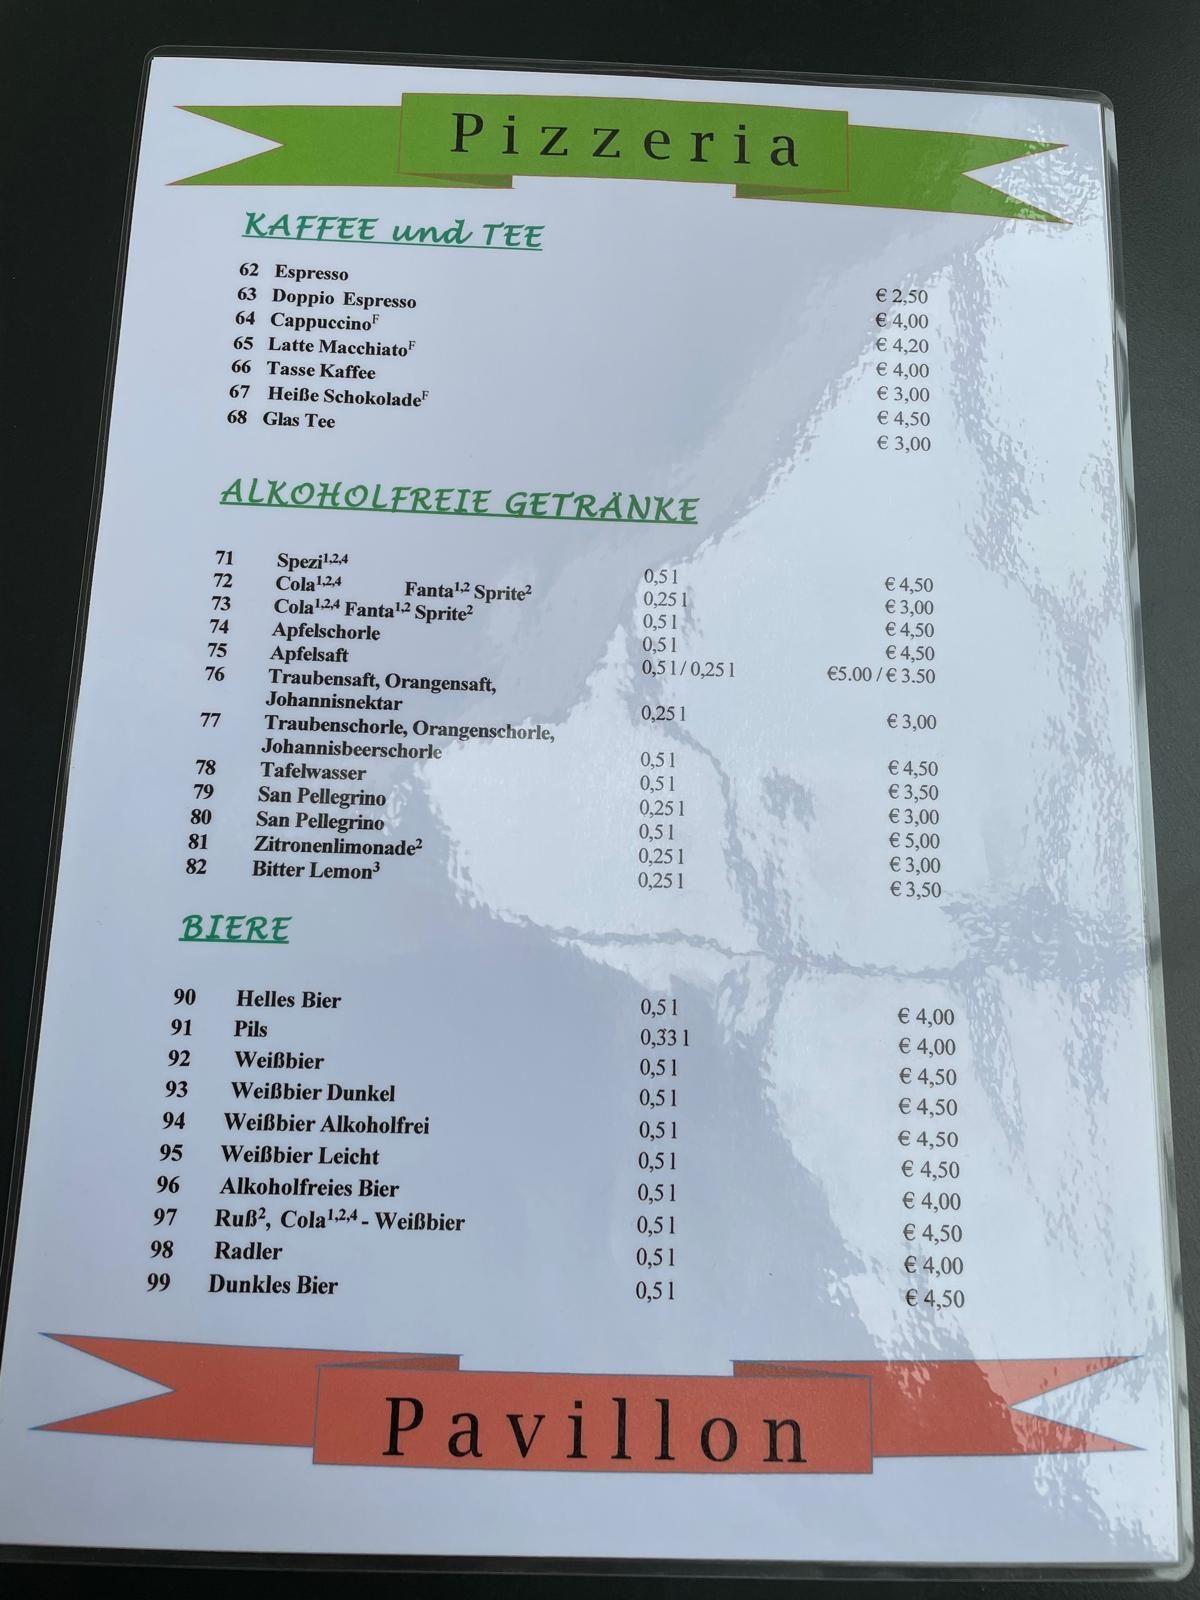 Pizzeria
KAFFEE und TEE
62 Espresso € 2,50
63 Doppio Espresso € 4,00
64 Cappuccino^F € 4,20
65 Latte Macchiato^F € 4,00
66 Tasse Kaffee € 3,00
67 Heiße Schokolade^F € 4,50
68 Glas Tee € 3,00
ALKOHOLFREIE GETRÄNKE
71 Spezi^1,2,4 0,5 l € 4,50
72 Cola^1,2,4 Fanta^1,2 Sprite^2 0,25 l € 3,00
73 Cola^1,2,4 Fanta^1,2 Sprite^2 0,5 l € 4,50
74 Apfelschorle 0,5 l € 4,50
75 Apfelsaft 0,5 l / 0,25 l €5.00 / € 3.50
76 Traubensaft, Orangensaft,
Johannisnektar 0,25 l € 3,00
77 Traubenschorle, Orangenschorle,
Johannisbeerschorle 0,5 l € 4,50
78 Tafelwasser 0,5 l € 3,50
79 San Pellegrino 0,25 l € 3,00
80 San Pellegrino 0,5 l € 5,00
81 Zitronenlimonade^2 0,25 l € 3,00
82 Bitter Lemon^3 0,25 l € 3,50
BIERE
90 Helles Bier 0,5 l € 4,00
91 Pils 0,33 l € 4,00
92 Weißbier 0,5 l € 4,50
93 Weißbier Dunkel 0,5 l € 4,50
94 Weißbier Alkoholfrei 0,5 l € 4,50
95 Weißbier Leicht 0,5 l € 4,50
96 Alkoholfreies Bier 0,5 l € 4,00
97 Ruß^2, Cola^1,2,4 - Weißbier 0,5 l € 4,50
98 Radler 0,5 l € 4,00
99 Dunkles Bier 0,5 l € 4,50
Pavillon